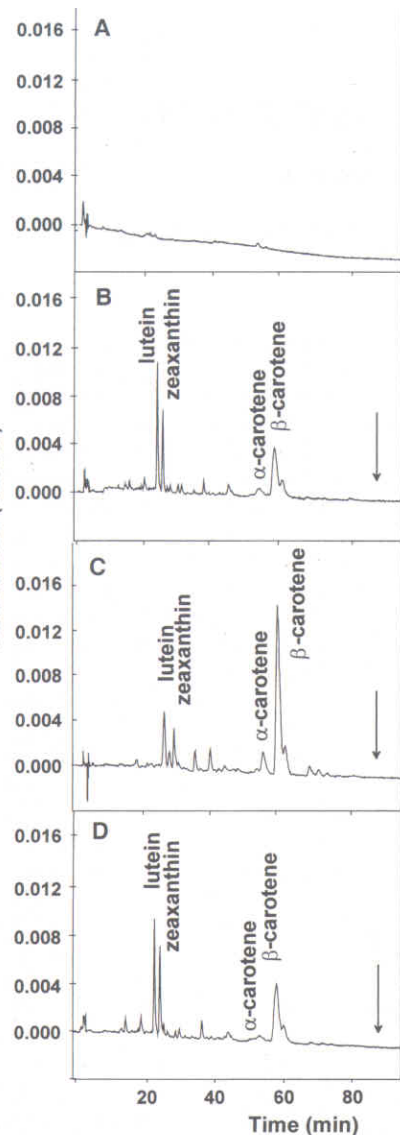 0.016
A
0.012
0.008
0.004
0.000
0.016
B
0.012
0.008
0.004
0.000
lutein
zeaxanthin
α-carotene
β-carotene
0.016
C
0.012
0.008
0.004
0.000
lutein
zeaxanthin
α-carotene
β-carotene
0.016
D
0.012
0.008
0.004
0.000
lutein
zeaxanthin
α-carotene
β-carotene
20 40 60 80
Time (min)